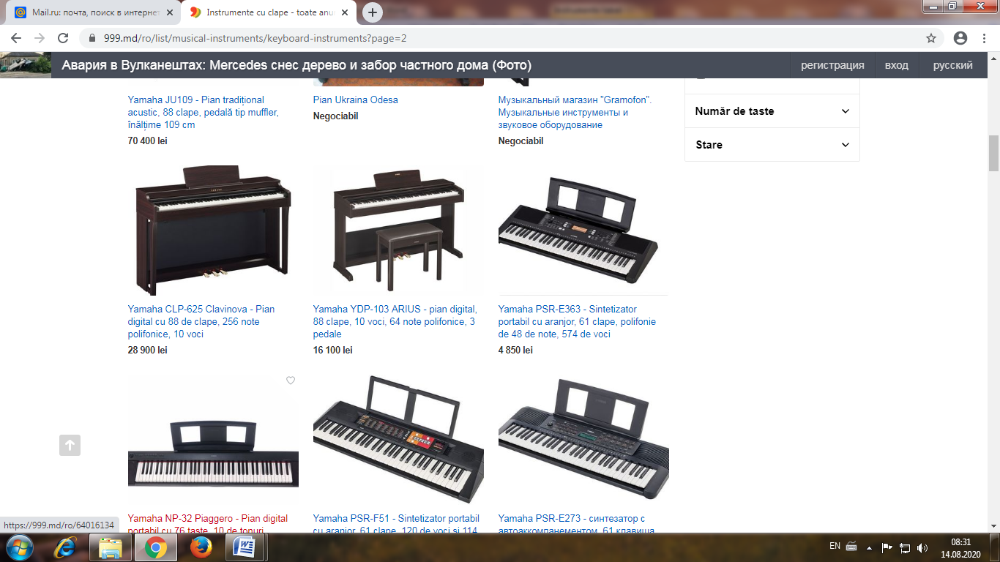 Mail.ru: почта, поиск в интернет
Instrumente cu clape - toate anu
999.md/ro/list/musical-instruments/keyboard-instruments?page=2
Авария в Вулканештах: Mercedes снес дерево и забор частного дома (Фото)
регистрация
вход
русский
Yamaha JU109 - Pian tradițional
acustic, 88 clape, pedală tip muffler,
înălțime 109 cm
70 400 lei
Pian Ukraina Odesa
Negociabil
Музыкальный магазин "Gramofon".
Музыкальные инструменты и
звуковое оборудование
Negociabil
Număr de taste
Stare
YAMAHA
Yamaha CLP-625 Clavinova - Pian
digital cu 88 de clape, 256 note
polifonice, 10 voci
28 900 lei
Yamaha YDP-103 ARIUS - pian digital,
88 clape, 10 voci, 64 note polifonice, 3
pedale
16 100 lei
Yamaha PSR-E363 - Sintetizator
portabil cu aranjor, 61 clape, polifonie
de 48 de note, 574 de voci
4 850 lei
Yamaha NP-32 Piaggero - Pian digital
portabil cu 76 taste, 10 de tonuri
Yamaha PSR-F51 - Sintetizator portabil
cu aranjor, 61 clape, 120 de voci și 114
Yamaha PSR-E273 - синтезатор с
автоаккомпанементом, 61 клавиша
https://999.md/ro/64016134
EN
08:31
14.08.2020